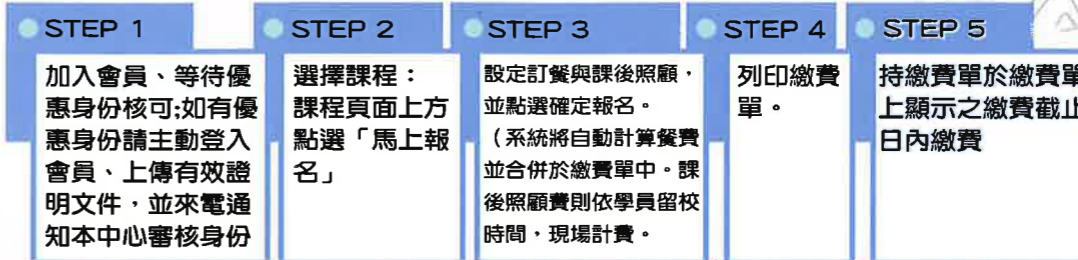 STEP 1
加入會員、等待優
惠身份核可;如有優
惠身份請主動登入
會員、上傳有效證
明文件，並來電通
知本中心審核身份
STEP 2
選擇課程：
課程頁面上方
點選「馬上報
名」
STEP 3
設定訂餐與課後照顧，
並點選確定報名。
（系統將自動計算餐費
並合併於繳費單中。課
後照顧費則依學員留校
時間，現場計費。
STEP 4
列印繳費
單。
STEP 5
持繳費單於繳費單
上顯示之繳費截止
日內繳費